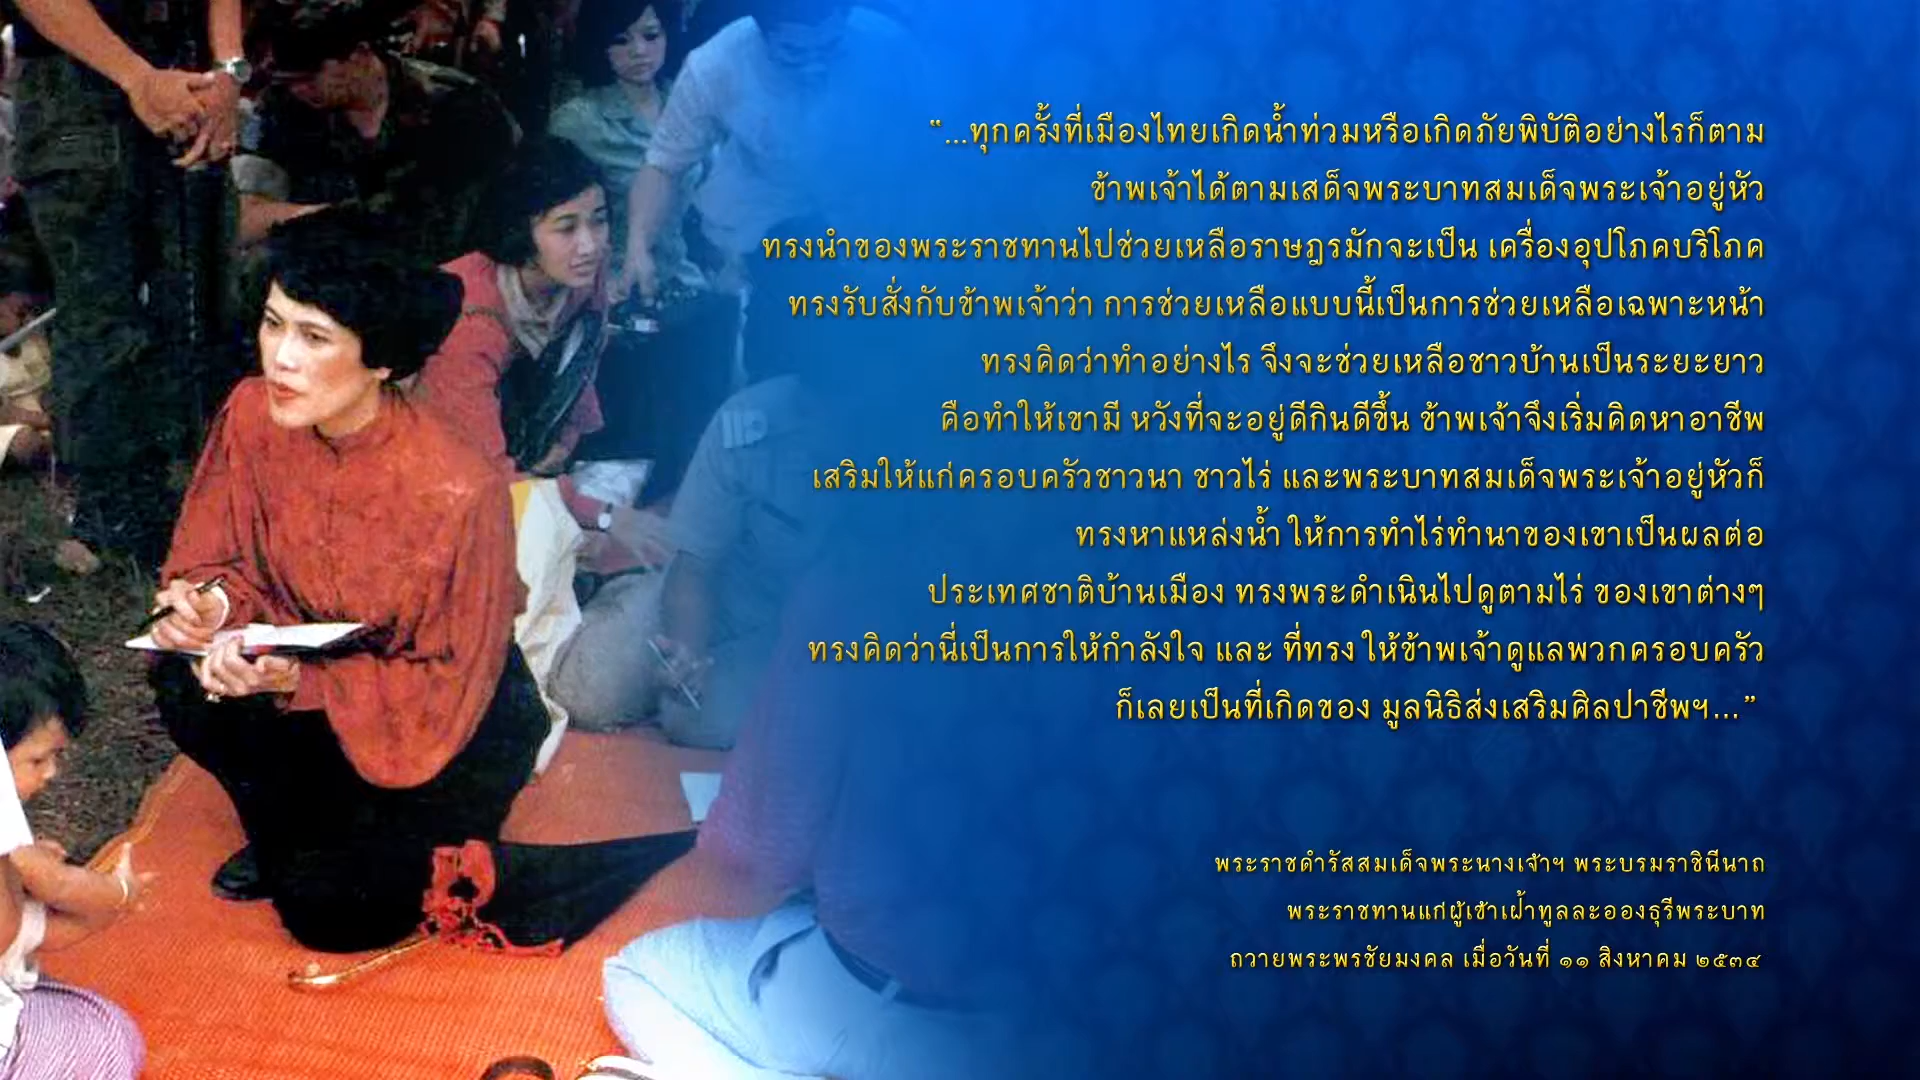 “...ทุกครั้งที่เมืองไทยเกิดน้ำท่วมหรือเกิดภัยพิบัติอย่างไรก็ตาม
ข้าพเจ้าได้ตามเสด็จพระบาทสมเด็จพระเจ้าอยู่หัว
ทรงนำของพระราชทานไปช่วยเหลือราษฎรมักจะเป็น เครื่องอุปโภคบริโภค
ทรงรับสั่งกับข้าพเจ้าว่า การช่วยเหลือแบบนี้เป็นการช่วยเหลือเฉพาะหน้า
ทรงคิดว่าทำอย่างไร จึงจะช่วยเหลือชาวบ้านเป็นระยะยาว
คือทำให้เขามี หวังที่จะอยู่ดีกินดีขึ้น ข้าพเจ้าจึงเริ่มคิดหาอาชีพ
เสริมให้แก่ครอบครัวชาวนา ชาวไร่ และพระบาทสมเด็จพระเจ้าอยู่หัวก็
ทรงหาแหล่งน้ำ ให้การทำไร่ทำนาของเขาเป็นผลต่อ
ประเทศชาติบ้านเมือง ทรงพระดำเนินไปดูตามไร่ ของเขาต่างๆ
ทรงคิดว่านี่เป็นการให้กำลังใจ และ ที่ทรง ให้ข้าพเจ้าดูแลพวกครอบครัว
ก็เลยเป็นที่เกิดของ มูลนิธิส่งเสริมศิลปาชีพฯ...”
พระราชดำรัสสมเด็จพระนางเจ้าฯ พระบรมราชินีนาถ
พระราชทานแก่ผู้เข้าเฝ้าทูลละอองธุรีพระบาท
ถวายพระพรชัยมงคล เมื่อวันที่ ๑๑ สิงหาคม ๒๕๓๔